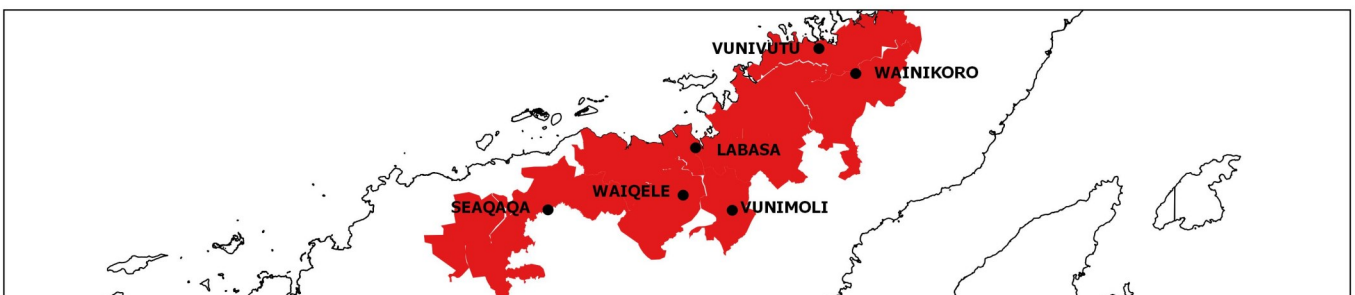 VUNIVUTU
WAINIKORO
LABASA
WAIQELE
SEAQAQA
VUNIMOLI